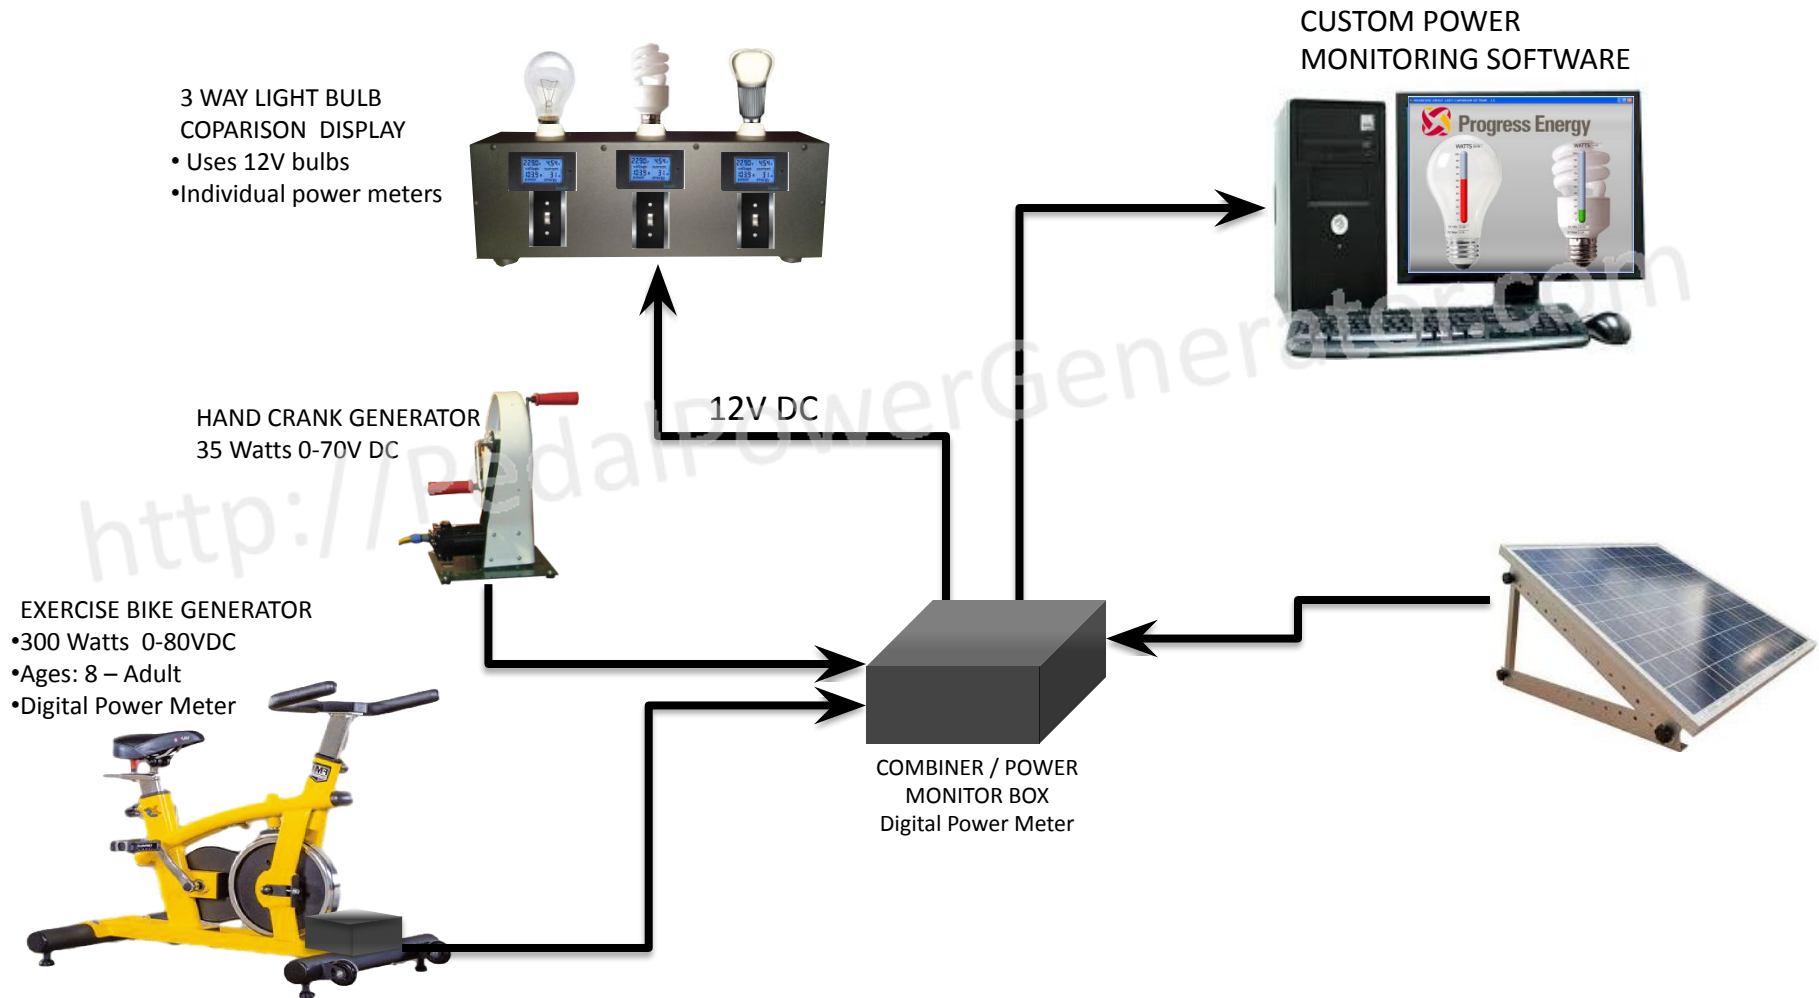 CUSTOM POWER
MONITORING SOFTWARE
3 WAY LIGHT BULB
COPARISON DISPLAY
• Uses 12V bulbs
•Individual power meters
Progress Energy
WATTS
WATTS
12V DC
HAND CRANK GENERATOR
35 Watts 0-70V DC
http://PedalPowerGenerator.com
EXERCISE BIKE GENERATOR
•300 Watts 0-80VDC
•Ages: 8 – Adult
•Digital Power Meter
COMBINER / POWER
MONITOR BOX
Digital Power Meter